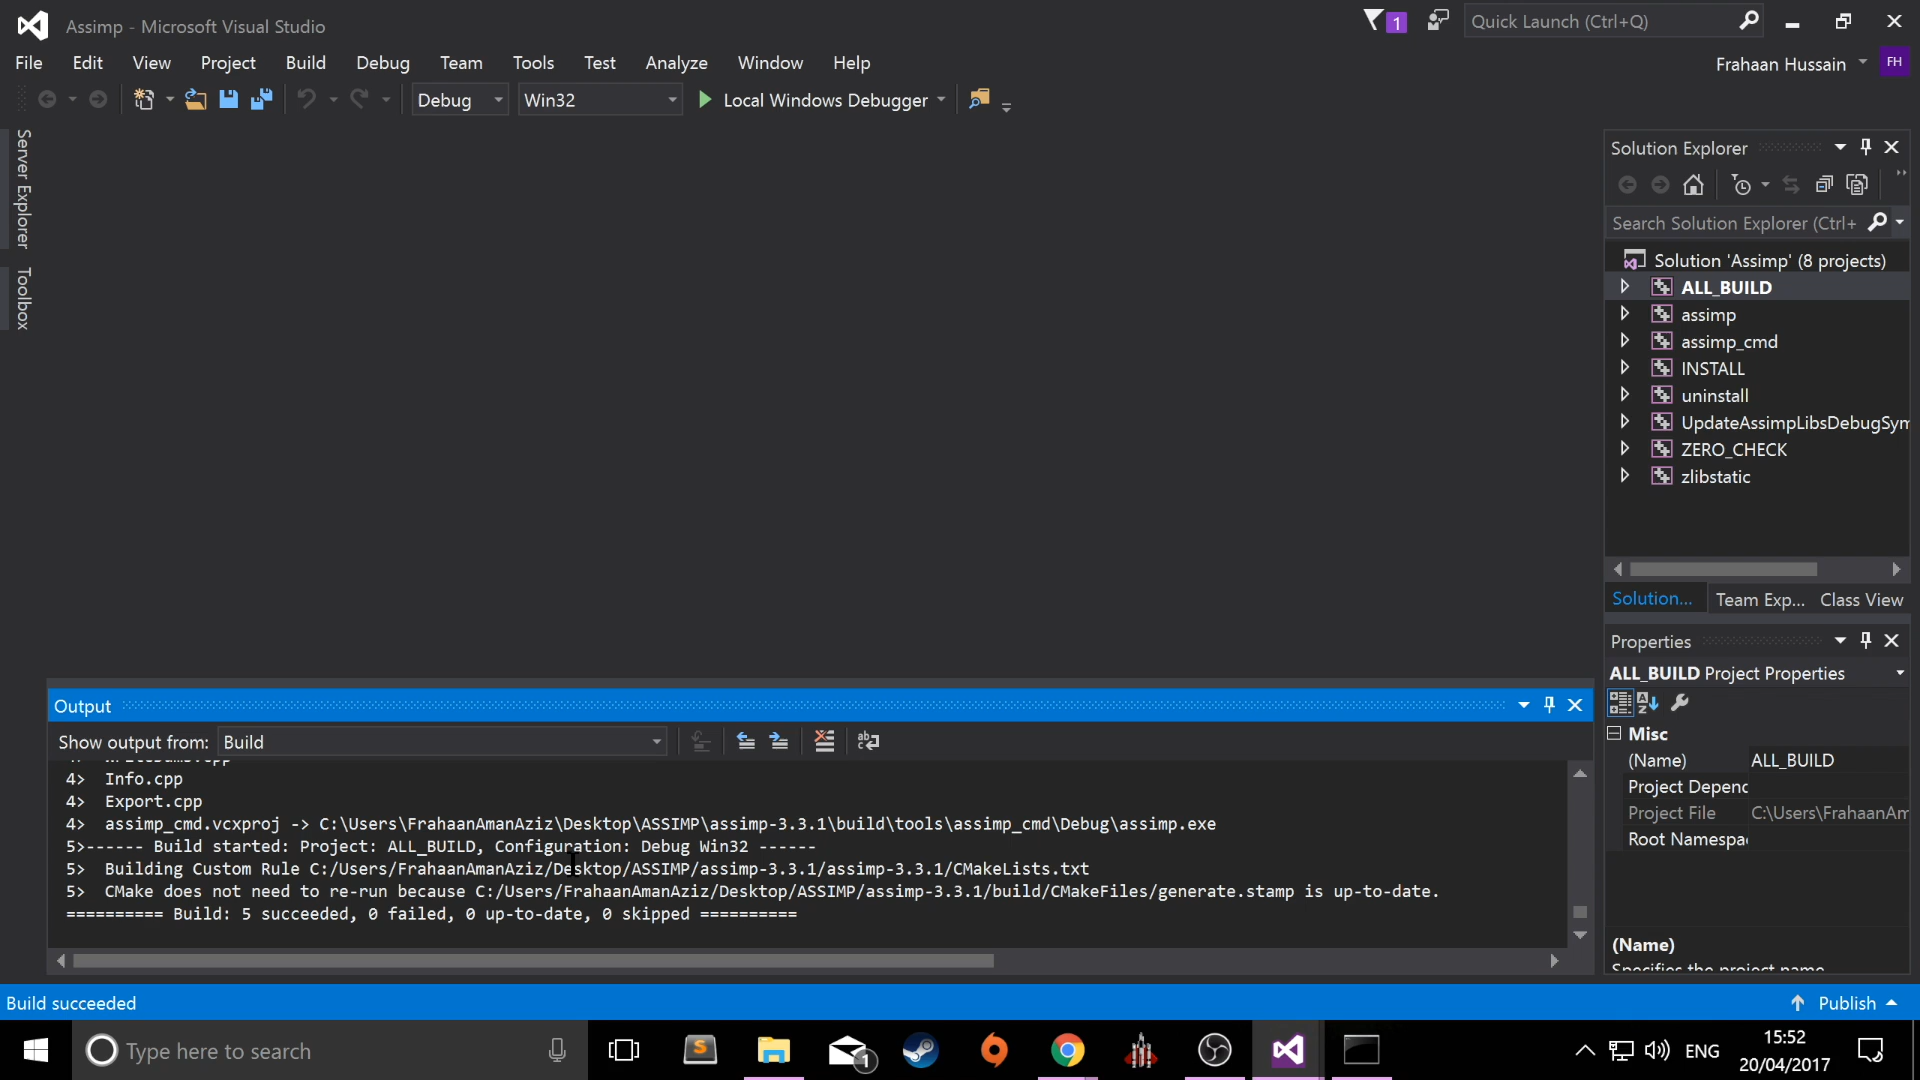 Assimp - Microsoft Visual Studio
1
Quick Launch (Ctrl+Q)
File Edit View Project Build Debug Team Tools Test Analyze Window Help
Frahaan Hussain FH
Debug Win32 Local Windows Debugger
Server Explorer
Toolbox
Solution Explorer
Search Solution Explorer (Ctrl+
Solution 'Assimp' (8 projects)
ALL_BUILD
assimp
assimp_cmd
INSTALL
uninstall
UpdateAssimpLibsDebugSym
ZERO_CHECK
zlibstatic
Solution... Team Exp... Class View
Properties
ALL_BUILD Project Properties
Misc
(Name) ALL_BUILD
Project Depend
Project File C:\Users\FrahaanAm
Root Namespa
(Name)
Specifies the project name
Output
Show output from: Build
4> Info.cpp
4> Export.cpp
4> assimp_cmd.vcxproj -> C:\Users\FrahaanAmanAziz\Desktop\ASSIMP\assimp-3.3.1\build\tools\assimp_cmd\Debug\assimp.exe
5>------ Build started: Project: ALL_BUILD, Configuration: Debug Win32 ------
5> Building Custom Rule C:/Users/FrahaanAmanAziz/Desktop/ASSIMP/assimp-3.3.1/assimp-3.3.1/CMakeLists.txt
5> CMake does not need to re-run because C:/Users/FrahaanAmanAziz/Desktop/ASSIMP/assimp-3.3.1/build/CMakeFiles/generate.stamp is up-to-date.
========== Build: 5 succeeded, 0 failed, 0 up-to-date, 0 skipped ==========
Build succeeded
Publish
Type here to search
1
ENG
15:52
20/04/2017